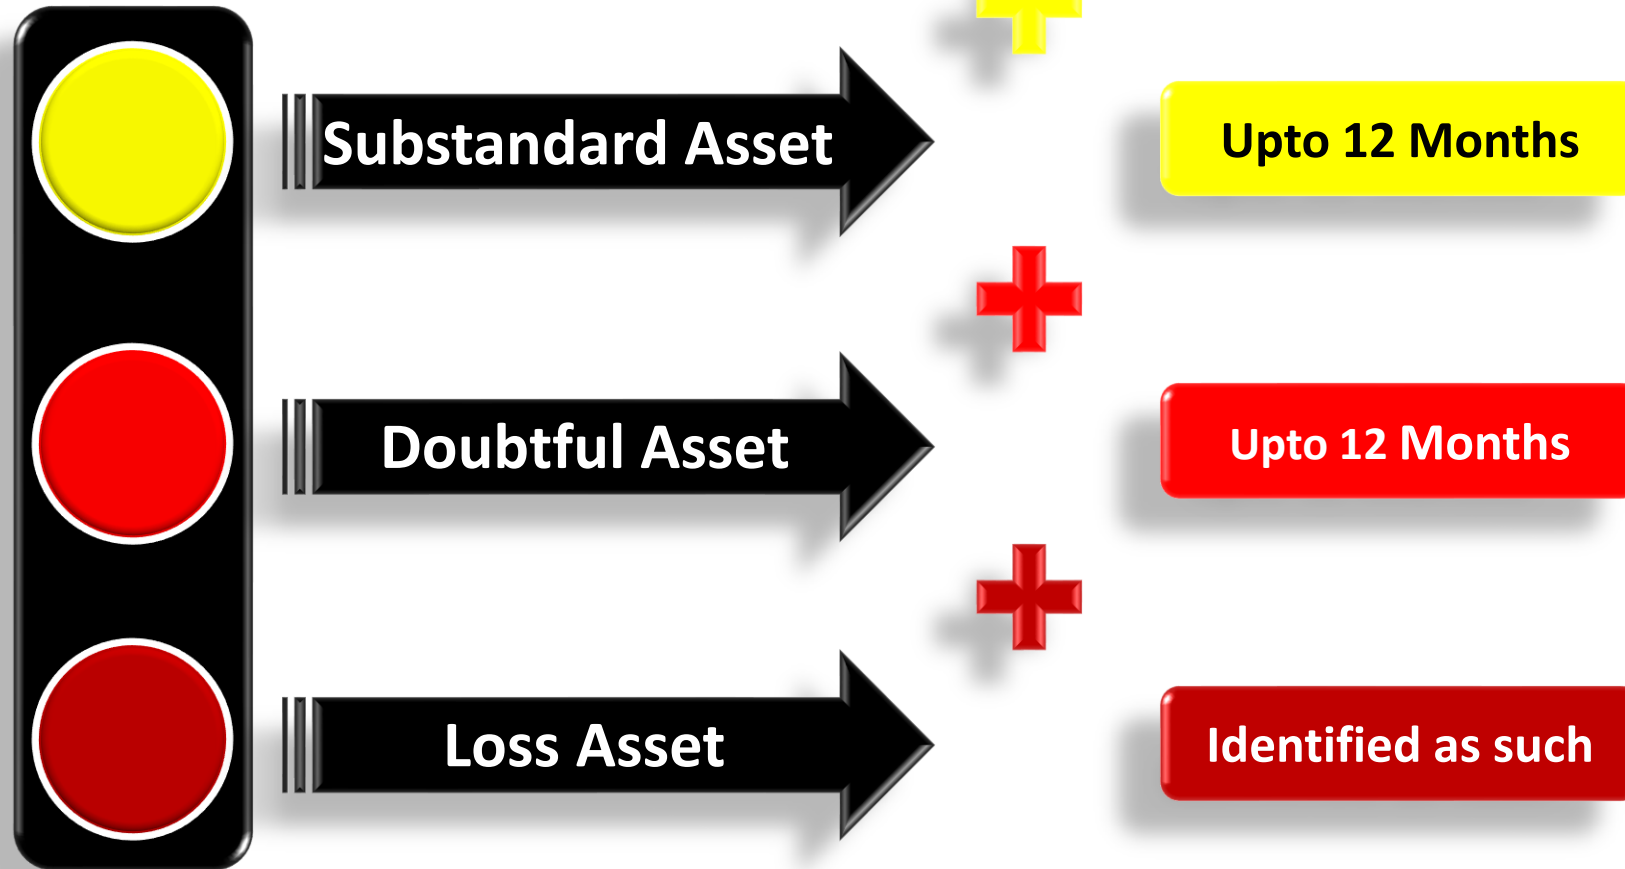 Substandard Asset
Upto 12 Months
Doubtful Asset
Upto 12 Months
Loss Asset
Identified as such